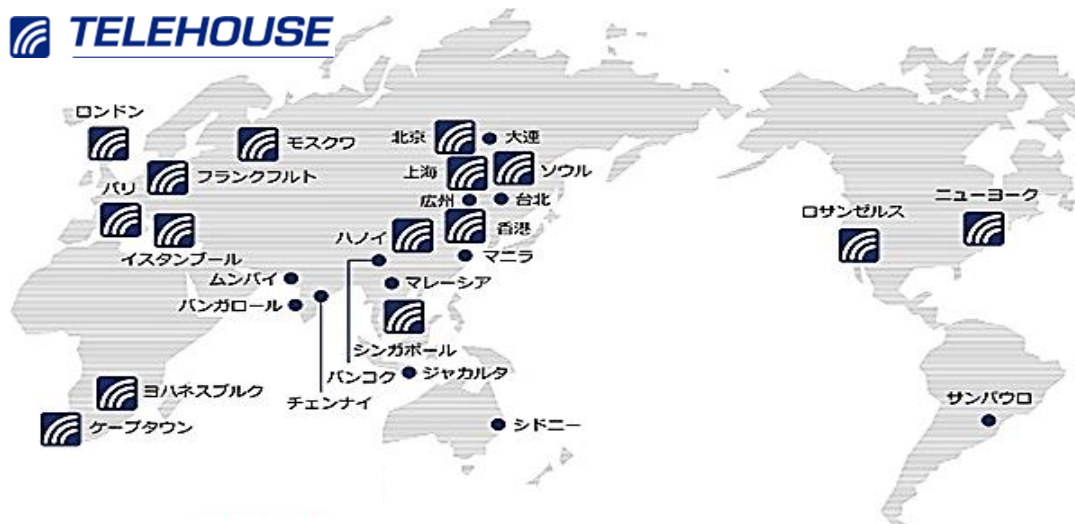 TELEHOUSE
ロンドン
モスクワ
北京
大連
フランクフルト
上海
ソウル
パリ
広州
台北
ニューヨーク
ロサンゼルス
ハノイ
香港
イスタンブール
マニラ
ムンバイ
マレーシア
バンガロール
シンガポール
バンコク
ジャカルタ
チェンナイ
ヨハネスブルク
サンパウロ
ケープタウン
シドニー